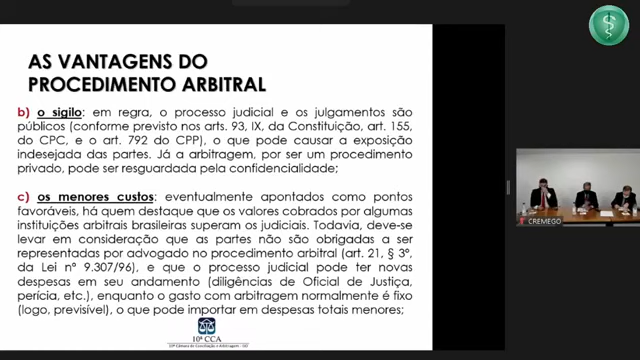 AS VANTAGENS DO
PROCEDIMENTO ARBITRAL
b) o sigilo: em regra, o processo judicial e os julgamentos são
públicos (conforme previsto nos arts. 93, IX, da Constituição, art. 155,
do CPC, e o art. 792 do CPP), o que pode causar a exposição
indesejada das partes. Já a arbitragem, por ser um procedimento
privado, pode ser resguardada pela confidencialidade;
c) os menores custos: eventualmente apontados como pontos
favoráveis, há quem destaque que os valores cobrados por algumas
instituições arbitrais brasileiras superam os judiciais. Todavia, deve-se
levar em consideração que as partes não são obrigadas a ser
representadas por advogado no procedimento arbitral (art. 21, § 3º,
da Lei nº 9.307/96), e que o processo judicial pode ter novas
despesas em seu andamento (diligências de Oficial de Justiça,
perícia, etc.), enquanto o gasto com arbitragem normalmente é fixo
(logo, previsível), o que pode importar em despesas totais menores;
10ª CCA
10ª Câmara de Conciliação e Arbitragem
CREMEGO